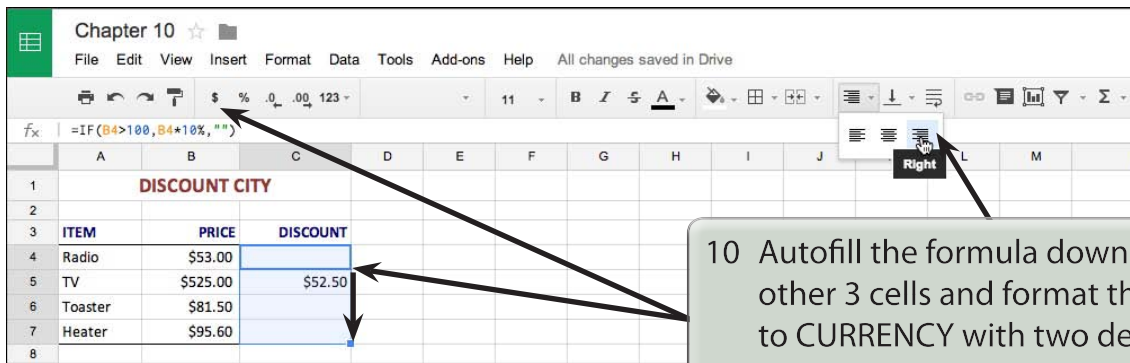 Chapter 10
File Edit View Insert Format Data Tools Add-ons Help All changes saved in Drive
$ % .0 .00 123 11 B I S A Σ
fx =IF(B4>100,B4*10%,"")
A B C D E F G H I J L M
Right
1 DISCOUNT CITY
2
3 ITEM PRICE DISCOUNT
4 Radio $53.00
5 TV $525.00 $52.50
6 Toaster $81.50
7 Heater $95.60
8
10 Autofill the formula down
other 3 cells and format th
to CURRENCY with two de